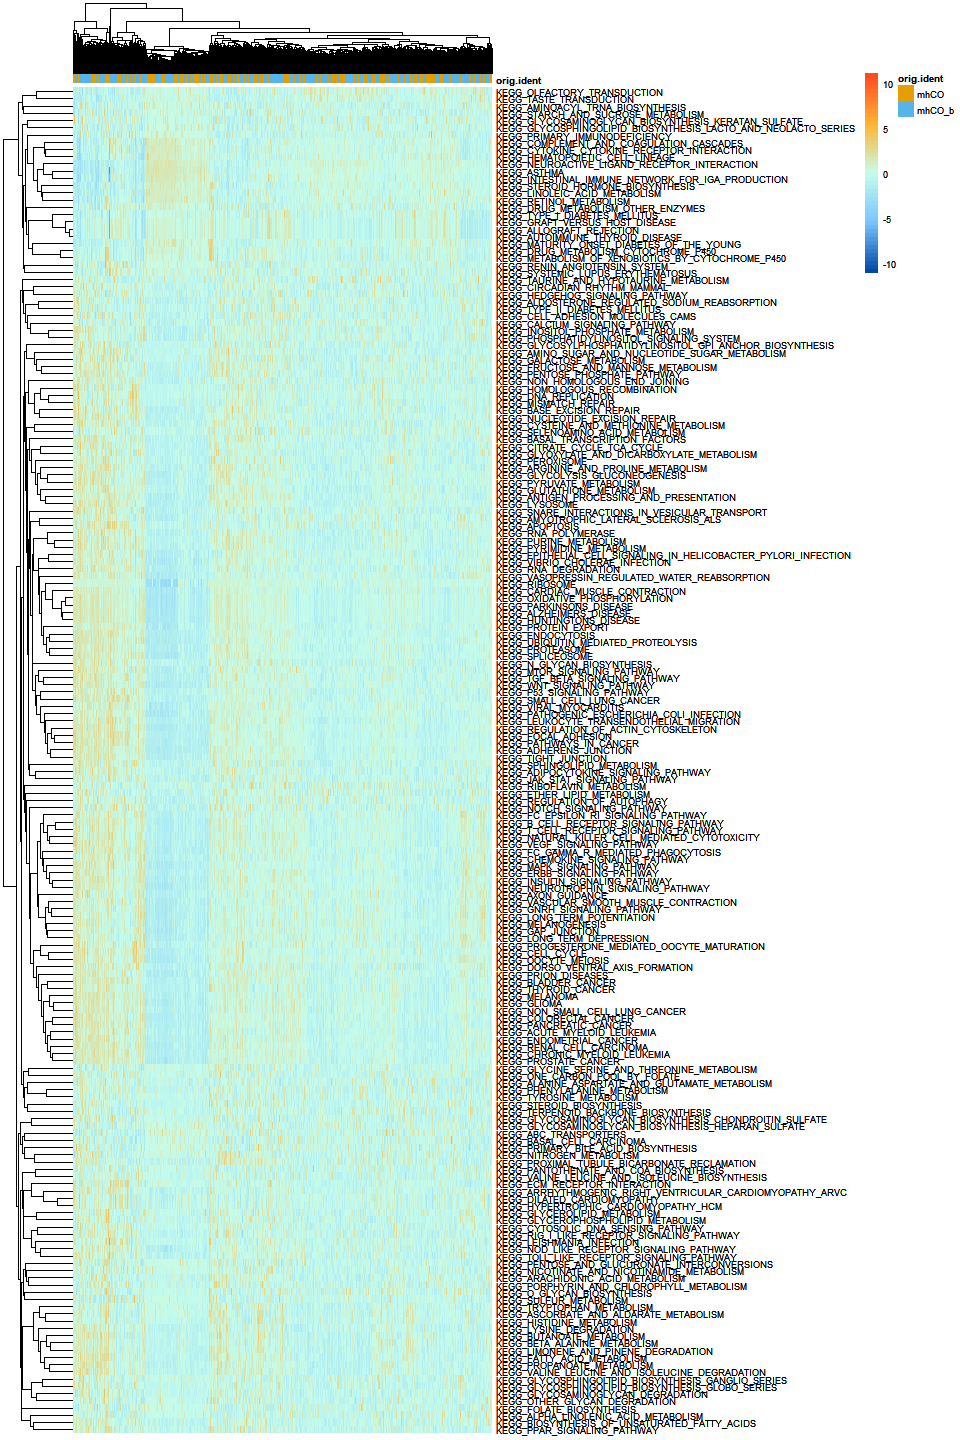 orig.ident
KEGG_OLFACTORY_TRANSDUCTION
KEGG_TASTE_TRANSDUCTION
KEGG_AMINOACYL_TRNA_BIOSYNTHESIS
KEGG_STARCH_AND_SUCROSE_METABOLISM
KEGG_GLYCOSAMINOGLYCAN_BIOSYNTHESIS_KERATAN_SULFATE
KEGG_GLYCOSPHINGOLIPID_BIOSYNTHESIS_LACTO_AND_NEOLACTO_SERIES
KEGG_PRIMARY_IMMUNODEFICIENCY
KEGG_COMPLEMENT_AND_COAGULATION_CASCADES
KEGG_CYTOKINE_CYTOKINE_RECEPTOR_INTERACTION
KEGG_HEMATOPOIETIC_CELL_LINEAGE
KEGG_NEUROACTIVE_LIGAND_RECEPTOR_INTERACTION
KEGG_ASTHMA
KEGG_INTESTINAL_IMMUNE_NETWORK_FOR_IGA_PRODUCTION
KEGG_STEROID_HORMONE_BIOSYNTHESIS
KEGG_LINOLEIC_ACID_METABOLISM
KEGG_RETINOL_METABOLISM
KEGG_DRUG_METABOLISM_OTHER_ENZYMES
KEGG_TYPE_I_DIABETES_MELLITUS
KEGG_GRAFT_VERSUS_HOST_DISEASE
KEGG_ALLOGRAFT_REJECTION
KEGG_AUTOIMMUNE_THYROID_DISEASE
KEGG_MATURITY_ONSET_DIABETES_OF_THE_YOUNG
KEGG_DRUG_METABOLISM_CYTOCHROME_P450
KEGG_METABOLISM_OF_XENOBIOTICS_BY_CYTOCHROME_P450
KEGG_RENIN_ANGIOTENSIN_SYSTEM
KEGG_SYSTEMIC_LUPUS_ERYTHEMATOSUS
KEGG_TAURINE_AND_HYPOTAURINE_METABOLISM
KEGG_CIRCADIAN_RHYTHM_MAMMAL
KEGG_HEDGEHOG_SIGNALING_PATHWAY
KEGG_ALDOSTERONE_REGULATED_SODIUM_REABSORPTION
KEGG_TYPE_II_DIABETES_MELLITUS
KEGG_CELL_ADHESION_MOLECULES_CAMS
KEGG_CALCIUM_SIGNALING_PATHWAY
KEGG_INOSITOL_PHOSPHATE_METABOLISM
KEGG_PHOSPHATIDYLINOSITOL_SIGNALING_SYSTEM
KEGG_GLYCOSYLPHOSPHATIDYLINOSITOL_GPI_ANCHOR_BIOSYNTHESIS
KEGG_AMINO_SUGAR_AND_NUCLEOTIDE_SUGAR_METABOLISM
KEGG_GALACTOSE_METABOLISM
KEGG_FRUCTOSE_AND_MANNOSE_METABOLISM
KEGG_PENTOSE_PHOSPHATE_PATHWAY
KEGG_NON_HOMOLOGOUS_END_JOINING
KEGG_HOMOLOGOUS_RECOMBINATION
KEGG_DNA_REPLICATION
KEGG_MISMATCH_REPAIR
KEGG_BASE_EXCISION_REPAIR
KEGG_NUCLEOTIDE_EXCISION_REPAIR
KEGG_CYSTEINE_AND_METHIONINE_METABOLISM
KEGG_SELENOAMINO_ACID_METABOLISM
KEGG_BASAL_TRANSCRIPTION_FACTORS
KEGG_CITRATE_CYCLE_TCA_CYCLE
KEGG_GLYOXYLATE_AND_DICARBOXYLATE_METABOLISM
KEGG_PEROXISOME
KEGG_ARGININE_AND_PROLINE_METABOLISM
KEGG_GLYCOLYSIS_GLUCONEOGENESIS
KEGG_PYRUVATE_METABOLISM
KEGG_GLUTATHIONE_METABOLISM
KEGG_ANTIGEN_PROCESSING_AND_PRESENTATION
KEGG_LYSOSOME
KEGG_SNARE_INTERACTIONS_IN_VESICULAR_TRANSPORT
KEGG_AMYOTROPHIC_LATERAL_SCLEROSIS_ALS
KEGG_APOPTOSIS
KEGG_RNA_POLYMERASE
KEGG_PURINE_METABOLISM
KEGG_PYRIMIDINE_METABOLISM
KEGG_EPITHELIAL_CELL_SIGNALING_IN_HELICOBACTER_PYLORI_INFECTION
KEGG_VIBRIO_CHOLERAE_INFECTION
KEGG_RNA_DEGRADATION
KEGG_VASOPRESSIN_REGULATED_WATER_REABSORPTION
KEGG_RIBOSOME
KEGG_CARDIAC_MUSCLE_CONTRACTION
KEGG_OXIDATIVE_PHOSPHORYLATION
KEGG_PARKINSONS_DISEASE
KEGG_ALZHEIMERS_DISEASE
KEGG_HUNTINGTONS_DISEASE
KEGG_PROTEIN_EXPORT
KEGG_ENDOCYTOSIS
KEGG_UBIQUITIN_MEDIATED_PROTEOLYSIS
KEGG_PROTEASOME
KEGG_SPLICEOSOME
KEGG_N_GLYCAN_BIOSYNTHESIS
KEGG_MTOR_SIGNALING_PATHWAY
KEGG_TGF_BETA_SIGNALING_PATHWAY
KEGG_WNT_SIGNALING_PATHWAY
KEGG_P53_SIGNALING_PATHWAY
KEGG_SMALL_CELL_LUNG_CANCER
KEGG_VIRAL_MYOCARDITIS
KEGG_PATHOGENIC_ESCHERICHIA_COLI_INFECTION
KEGG_LEUKOCYTE_TRANSENDOTHELIAL_MIGRATION
KEGG_REGULATION_OF_ACTIN_CYTOSKELETON
KEGG_FOCAL_ADHESION
KEGG_PATHWAYS_IN_CANCER
KEGG_ADHERENS_JUNCTION
KEGG_TIGHT_JUNCTION
KEGG_SPHINGOLIPID_METABOLISM
KEGG_ADIPOCYTOKINE_SIGNALING_PATHWAY
KEGG_JAK_STAT_SIGNALING_PATHWAY
KEGG_RIBOFLAVIN_METABOLISM
KEGG_ETHER_LIPID_METABOLISM
KEGG_REGULATION_OF_AUTOPHAGY
KEGG_NOTCH_SIGNALING_PATHWAY
KEGG_FC_EPSILON_RI_SIGNALING_PATHWAY
KEGG_B_CELL_RECEPTOR_SIGNALING_PATHWAY
KEGG_T_CELL_RECEPTOR_SIGNALING_PATHWAY
KEGG_NATURAL_KILLER_CELL_MEDIATED_CYTOTOXICITY
KEGG_VEGF_SIGNALING_PATHWAY
KEGG_FC_GAMMA_R_MEDIATED_PHAGOCYTOSIS
KEGG_CHEMOKINE_SIGNALING_PATHWAY
KEGG_MAPK_SIGNALING_PATHWAY
KEGG_ERBB_SIGNALING_PATHWAY
KEGG_INSULIN_SIGNALING_PATHWAY
KEGG_NEUROTROPHIN_SIGNALING_PATHWAY
KEGG_AXON_GUIDANCE
KEGG_VASCULAR_SMOOTH_MUSCLE_CONTRACTION
KEGG_GNRH_SIGNALING_PATHWAY
KEGG_LONG_TERM_POTENTIATION
KEGG_MELANOGENESIS
KEGG_GAP_JUNCTION
KEGG_LONG_TERM_DEPRESSION
KEGG_PROGESTERONE_MEDIATED_OOCYTE_MATURATION
KEGG_CELL_CYCLE
KEGG_OOCYTE_MEIOSIS
KEGG_DORSO_VENTRAL_AXIS_FORMATION
KEGG_PRION_DISEASES
KEGG_BLADDER_CANCER
KEGG_THYROID_CANCER
KEGG_MELANOMA
KEGG_GLIOMA
KEGG_NON_SMALL_CELL_LUNG_CANCER
KEGG_COLORECTAL_CANCER
KEGG_PANCREATIC_CANCER
KEGG_ACUTE_MYELOID_LEUKEMIA
KEGG_ENDOMETRIAL_CANCER
KEGG_RENAL_CELL_CARCINOMA
KEGG_CHRONIC_MYELOID_LEUKEMIA
KEGG_PROSTATE_CANCER
KEGG_GLYCINE_SERINE_AND_THREONINE_METABOLISM
KEGG_ONE_CARBON_POOL_BY_FOLATE
KEGG_ALANINE_ASPARTATE_AND_GLUTAMATE_METABOLISM
KEGG_PHENYLALANINE_METABOLISM
KEGG_TYROSINE_METABOLISM
KEGG_STEROID_BIOSYNTHESIS
KEGG_TERPENOID_BACKBONE_BIOSYNTHESIS
KEGG_GLYCOSAMINOGLYCAN_BIOSYNTHESIS_CHONDROITIN_SULFATE
KEGG_GLYCOSAMINOGLYCAN_BIOSYNTHESIS_HEPARAN_SULFATE
KEGG_ABC_TRANSPORTERS
KEGG_BASAL_CELL_CARCINOMA
KEGG_PRIMARY_BILE_ACID_BIOSYNTHESIS
KEGG_NITROGEN_METABOLISM
KEGG_PROXIMAL_TUBULE_BICARBONATE_RECLAMATION
KEGG_PANTOTHENATE_AND_COA_BIOSYNTHESIS
KEGG_VALINE_LEUCINE_AND_ISOLEUCINE_BIOSYNTHESIS
KEGG_ECM_RECEPTOR_INTERACTION
KEGG_ARRHYTHMOGENIC_RIGHT_VENTRICULAR_CARDIOMYOPATHY_ARVC
KEGG_DILATED_CARDIOMYOPATHY
KEGG_HYPERTROPHIC_CARDIOMYOPATHY_HCM
KEGG_GLYCEROLIPID_METABOLISM
KEGG_GLYCEROPHOSPHOLIPID_METABOLISM
KEGG_CYTOSOLIC_DNA_SENSING_PATHWAY
KEGG_RIG_I_LIKE_RECEPTOR_SIGNALING_PATHWAY
KEGG_LEISHMANIA_INFECTION
KEGG_NOD_LIKE_RECEPTOR_SIGNALING_PATHWAY
KEGG_TOLL_LIKE_RECEPTOR_SIGNALING_PATHWAY
KEGG_PENTOSE_AND_GLUCURONATE_INTERCONVERSIONS
KEGG_NICOTINATE_AND_NICOTINAMIDE_METABOLISM
KEGG_ARACHIDONIC_ACID_METABOLISM
KEGG_PORPHYRIN_AND_CHLOROPHYLL_METABOLISM
KEGG_O_GLYCAN_BIOSYNTHESIS
KEGG_SULFUR_METABOLISM
KEGG_TRYPTOPHAN_METABOLISM
KEGG_ASCORBATE_AND_ALDARATE_METABOLISM
KEGG_HISTIDINE_METABOLISM
KEGG_LYSINE_DEGRADATION
KEGG_BUTANOATE_METABOLISM
KEGG_BETA_ALANINE_METABOLISM
KEGG_LIMONENE_AND_PINENE_DEGRADATION
KEGG_FATTY_ACID_METABOLISM
KEGG_PROPANOATE_METABOLISM
KEGG_VALINE_LEUCINE_AND_ISOLEUCINE_DEGRADATION
KEGG_GLYCOSPHINGOLIPID_BIOSYNTHESIS_GANGLIO_SERIES
KEGG_GLYCOSPHINGOLIPID_BIOSYNTHESIS_GLOBO_SERIES
KEGG_GLYCOSAMINOGLYCAN_DEGRADATION
KEGG_OTHER_GLYCAN_DEGRADATION
KEGG_FOLATE_BIOSYNTHESIS
KEGG_ALPHA_LINOLENIC_ACID_METABOLISM
KEGG_BIOSYNTHESIS_OF_UNSATURATED_FATTY_ACIDS
KEGG_PPAR_SIGNALING_PATHWAY
10
5
0
-5
-10
orig.ident
mhCO
mhCO_b